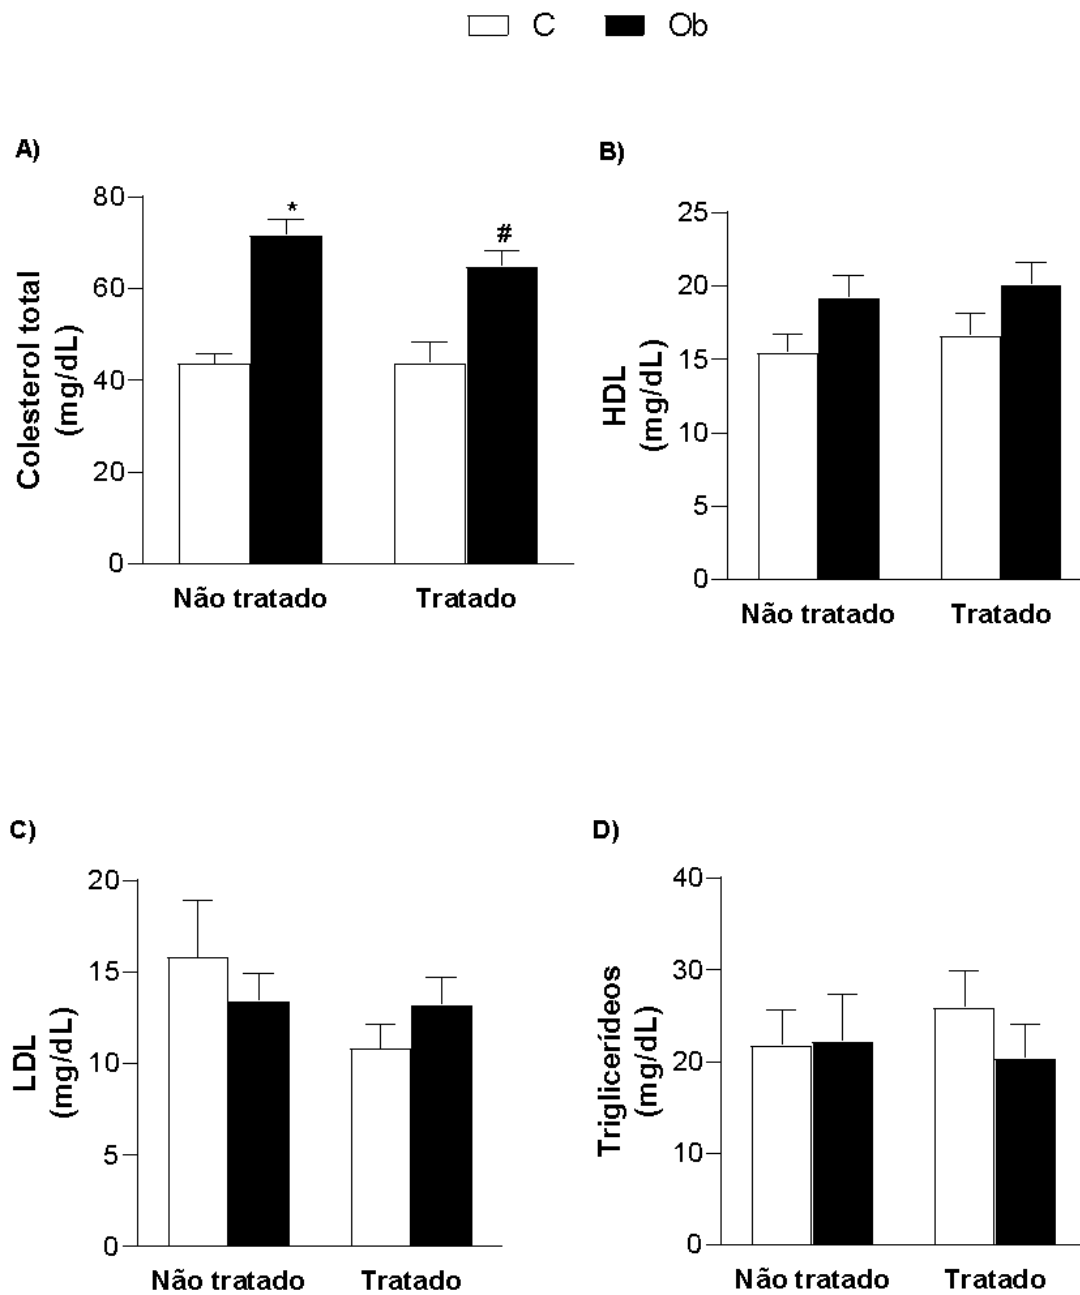 C Ob
A)
80
60
40
20
0
Colesterol total
(mg/dL)
*
#
Não tratado Tratado
B)
25
20
15
10
5
0
HDL
(mg/dL)
Não tratado Tratado
C)
20
15
10
5
0
LDL
(mg/dL)
Não tratado Tratado
D)
40
30
20
10
0
Triglicerídeos
(mg/dL)
Não tratado Tratado